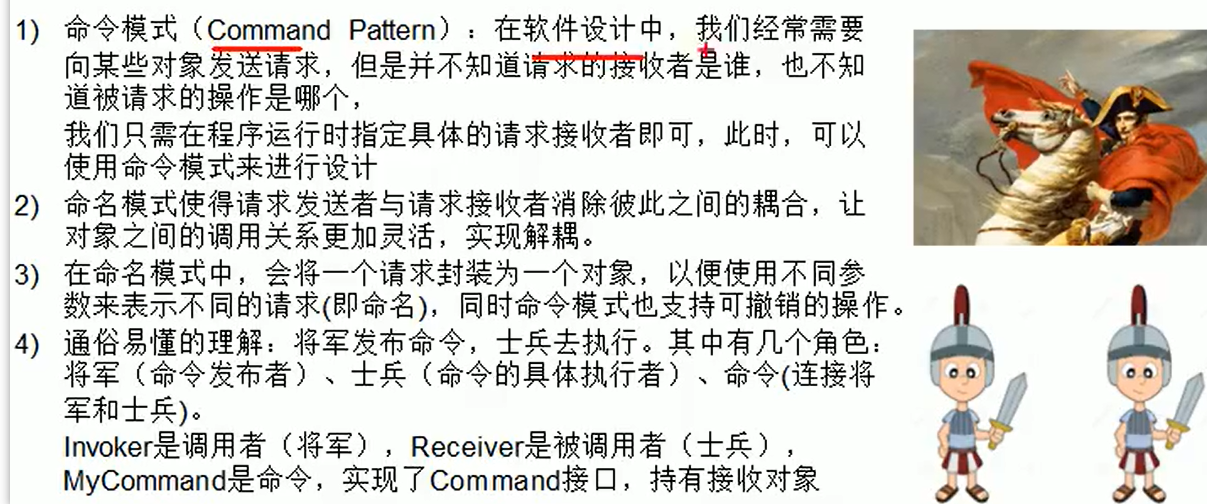 1) 命令模式（Command Pattern）：在软件设计中，我们经常需要
向某些对象发送请求，但是并不知道请求的接收者是谁，也不知
道被请求的操作是哪个，
我们只需在程序运行时指定具体的请求接收者即可，此时，可以
使用命令模式来进行设计
2) 命名模式使得请求发送者与请求接收者消除彼此之间的耦合，让
对象之间的调用关系更加灵活，实现解耦。
3) 在命名模式中，会将一个请求封装为一个对象，以便使用不同参
数来表示不同的请求(即命名)，同时命令模式也支持可撤销的操作。
4) 通俗易懂的理解：将军发布命令，士兵去执行。其中有几个角色：
将军（命令发布者）、士兵（命令的具体执行者）、命令(连接将
军和士兵)。
Invoker是调用者（将军），Receiver是被调用者（士兵），
MyCommand是命令，实现了Command接口，持有接收对象